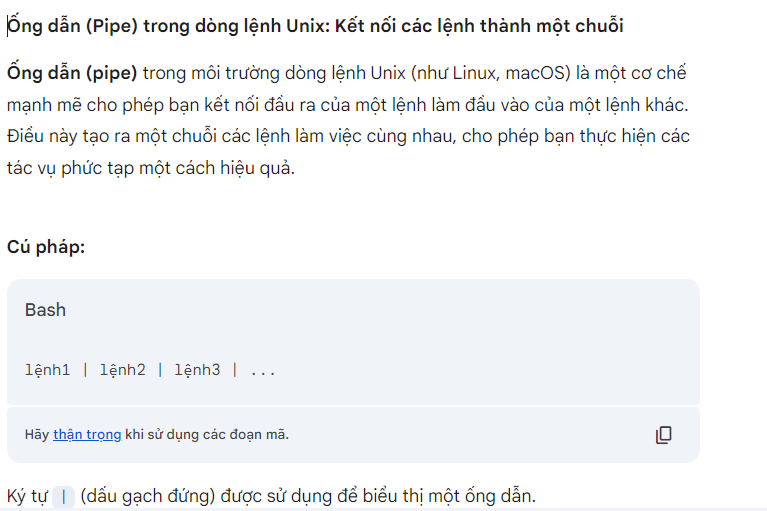 Ống dẫn (Pipe) trong dòng lệnh Unix: Kết nối các lệnh thành một chuỗi
Ống dẫn (pipe) trong môi trường dòng lệnh Unix (như Linux, macOS) là một cơ chế
mạnh mẽ cho phép bạn kết nối đầu ra của một lệnh làm đầu vào của một lệnh khác.
Điều này tạo ra một chuỗi các lệnh làm việc cùng nhau, cho phép bạn thực hiện các
tác vụ phức tạp một cách hiệu quả.
Cú pháp:
Bash
lệnh1 | lệnh2 | lệnh3 | ...
Hãy thận trọng khi sử dụng các đoạn mã.
Ký tự | (dấu gạch đứng) được sử dụng để biểu thị một ống dẫn.